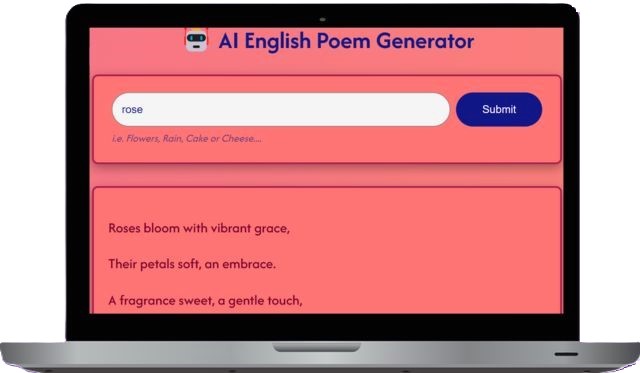 AI English Poem Generator
rose
Submit
i.e. Flowers, Rain, Cake or Cheese....
Roses bloom with vibrant grace,
Their petals soft, an embrace.
A fragrance sweet, a gentle touch,